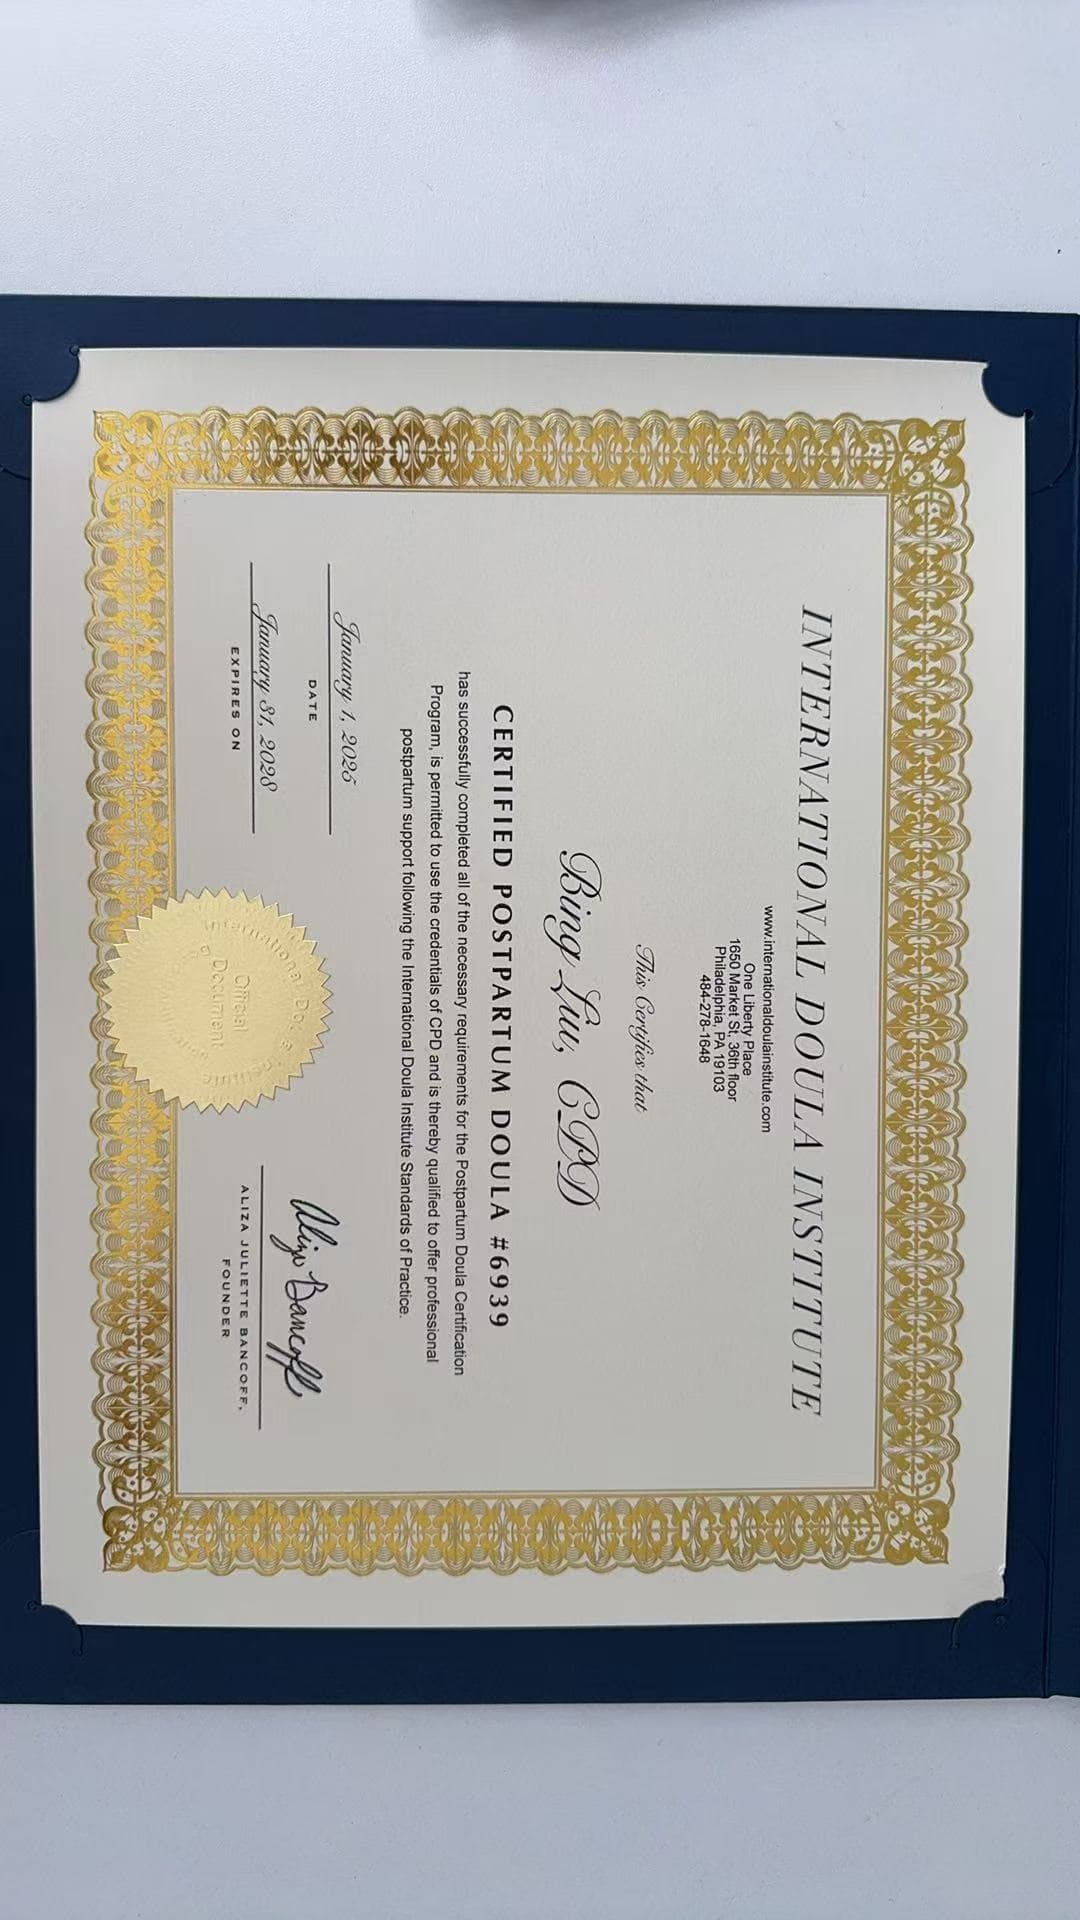 INTERNATIONAL DOULA INSTITUTE
www.internationaldoulainstitute.com
One Liberty Place
1650 Market St, 36th floor
Philadelphia, PA 19103
484-278-1648
This Certifies that
Bing Liu, CPD
CERTIFIED POSTPARTUM DOULA #6939
has successfully completed all of the necessary requirements for the Postpartum Doula Certification
Program, is permitted to use the credentials of CPD and is thereby qualified to offer professional
postpartum support following the International Doula Institute Standards of Practice.
January 1, 2025
DATE
January 31, 2028
EXPIRES ON
Official
Document
Aliza Bancoff
ALIZA JULIETTE BANCOFF,
FOUNDER